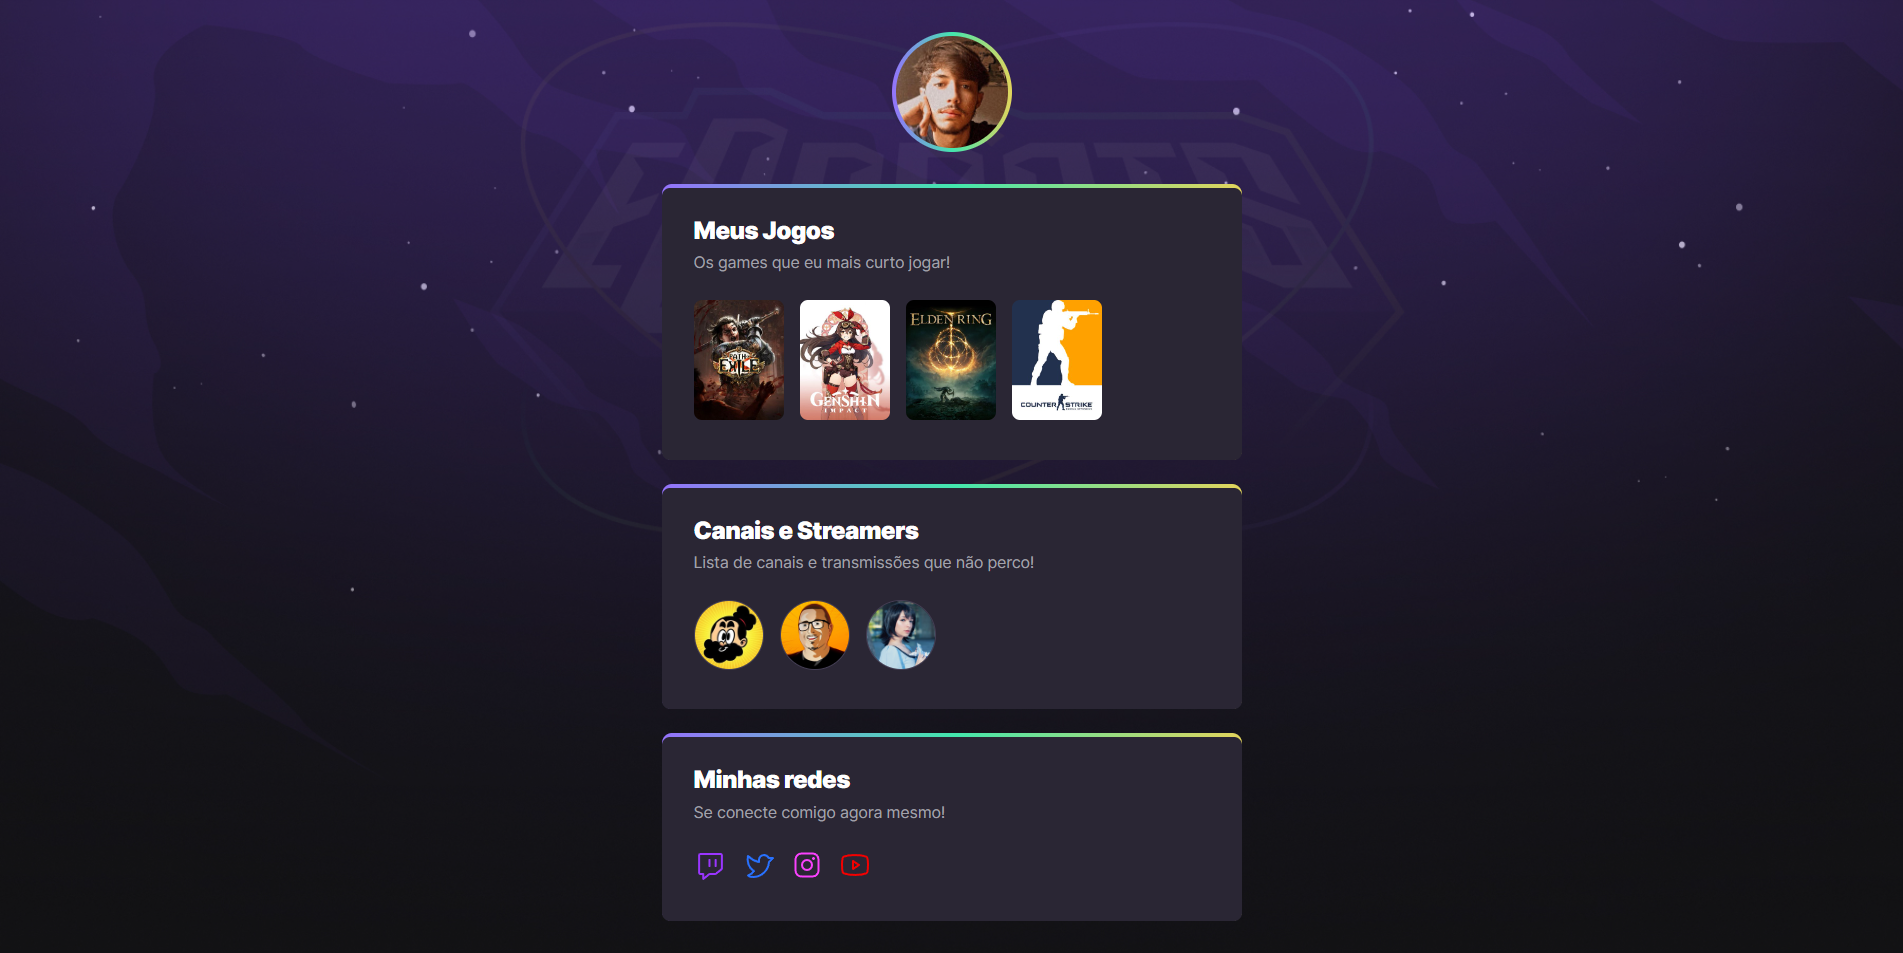 Meus Jogos
Os games que eu mais curto jogar!
PATH
EXILE
GENSHIN
IMPACT
ELDEN RING
COUNTER STRIKE
Canais e Streamers
Lista de canais e transmissões que não perco!
Minhas redes
Se conecte comigo agora mesmo!